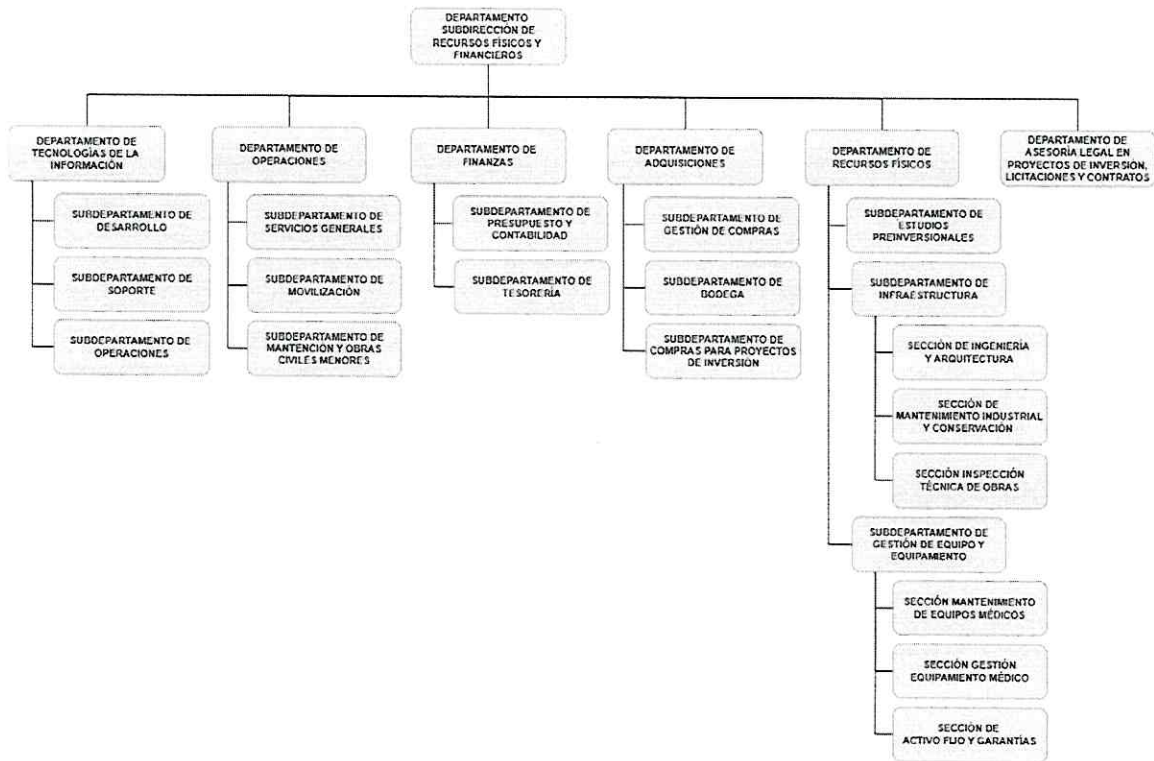 DEPARTAMENTO
SUBDIRECCIÓN DE
RECURSOS FÍSICOS Y
FINANCIEROS
DEPARTAMENTO DE
TECNOLOGÍAS DE LA
INFORMACIÓN
SUBDEPARTAMENTO DE
DESARROLLO
SUBDEPARTAMENTO DE
SOPORTE
SUBDEPARTAMENTO DE
OPERACIONES
DEPARTAMENTO DE
OPERACIONES
SUBDEPARTAMENTO DE
SERVICIOS GENERALES
SUBDEPARTAMENTO DE
MOVILIZACIÓN
SUBDEPARTAMENTO DE
MANTENCIÓN Y OBRAS
CIVILES MENORES
DEPARTAMENTO DE
FINANZAS
SUBDEPARTAMENTO DE
PRESUPUESTO Y
CONTABILIDAD
SUBDEPARTAMENTO DE
TESORERÍA
DEPARTAMENTO DE
ADQUISICIONES
SUBDEPARTAMENTO DE
GESTIÓN DE COMPRAS
SUBDEPARTAMENTO DE
BODEGA
SUBDEPARTAMENTO DE
COMPRAS PARA PROYECTOS
DE INVERSIÓN
DEPARTAMENTO DE
RECURSOS FÍSICOS
SUBDEPARTAMENTO DE
ESTUDIOS
PREINVERSIONALES
SUBDEPARTAMENTO DE
INFRAESTRUCTURA
SECCIÓN DE INGENIERÍA
Y ARQUITECTURA
SECCIÓN DE
MANTENIMIENTO INDUSTRIAL
Y CONSERVACIÓN
SECCIÓN INSPECCIÓN
TÉCNICA DE OBRAS
SUBDEPARTAMENTO DE
GESTIÓN DE EQUIPO Y
EQUIPAMIENTO
SECCIÓN MANTENIMIENTO
DE EQUIPOS MÉDICOS
SECCIÓN GESTIÓN
EQUIPAMIENTO MÉDICO
SECCIÓN DE
ACTIVO FIJO Y GARANTÍAS
DEPARTAMENTO DE
ASESORÍA LEGAL EN
PROYECTOS DE INVERSIÓN,
LICITACIONES Y CONTRATOS